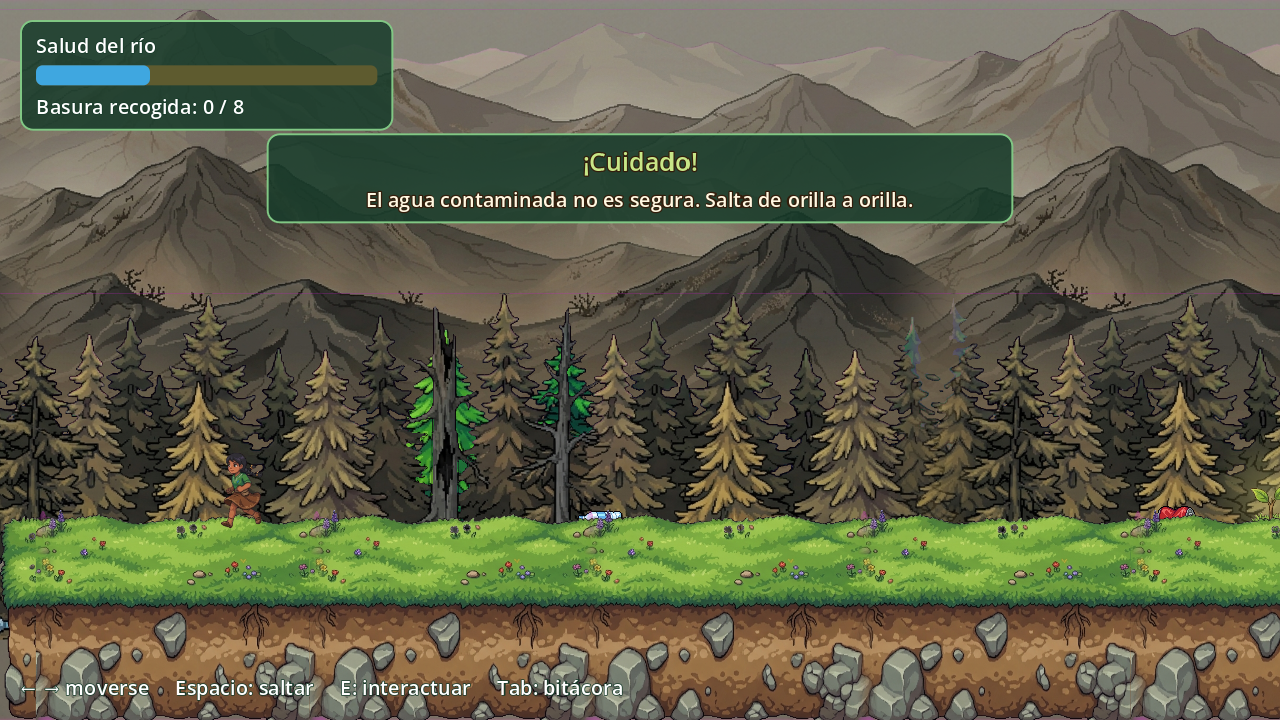 Salud del río
Basura recogida: 0 / 8
¡Cuidado!
El agua contaminada no es segura. Salta de orilla a orilla.
← → moverse Espacio: saltar E: interactuar Tab: bitácora